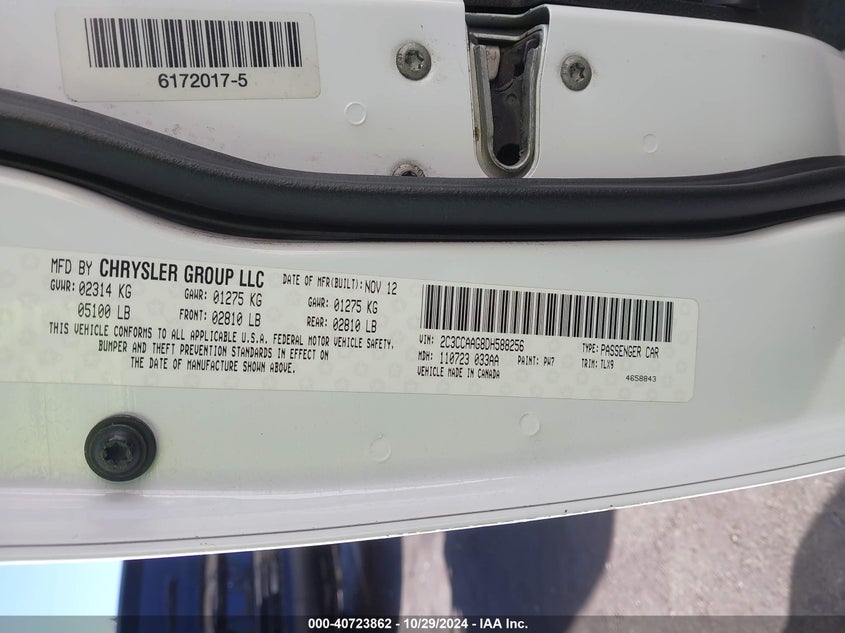 6172017-5
MFD BY CHRYSLER GROUP LLC DATE OF MFR(BUILT): NOV 12
GVWR: 02314 KG GAWR: 01275 KG GAWR: 01275 KG
05100 LB FRONT: 02810 LB REAR: 02810 LB
THIS VEHICLE CONFORMS TO ALL APPLICABLE U.S.A. FEDERAL MOTOR VEHICLE SAFETY,
BUMPER AND THEFT PREVENTION STANDARDS IN EFFECT ON
THE DATE OF MANUFACTURE SHOWN ABOVE.
VIN: 2C3CCAAG8DH588256 TYPE: PASSENGER CAR
MDH: 110723 033AA PAINT: PW7 TRIM: TLX9
VEHICLE MADE IN CANADA 4658843
000-40723862 - 10/29/2024 - IAA Inc.